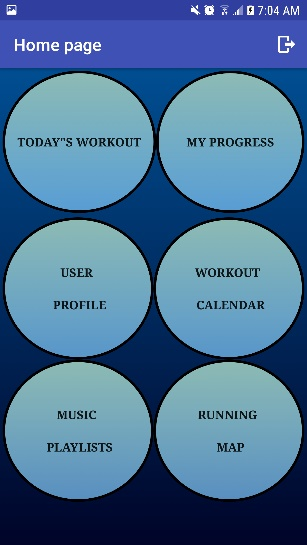 7:04 AM
Home page
TODAY"S WORKOUT
MY PROGRESS
USER
PROFILE
WORKOUT
CALENDAR
MUSIC
PLAYLISTS
RUNNING
MAP